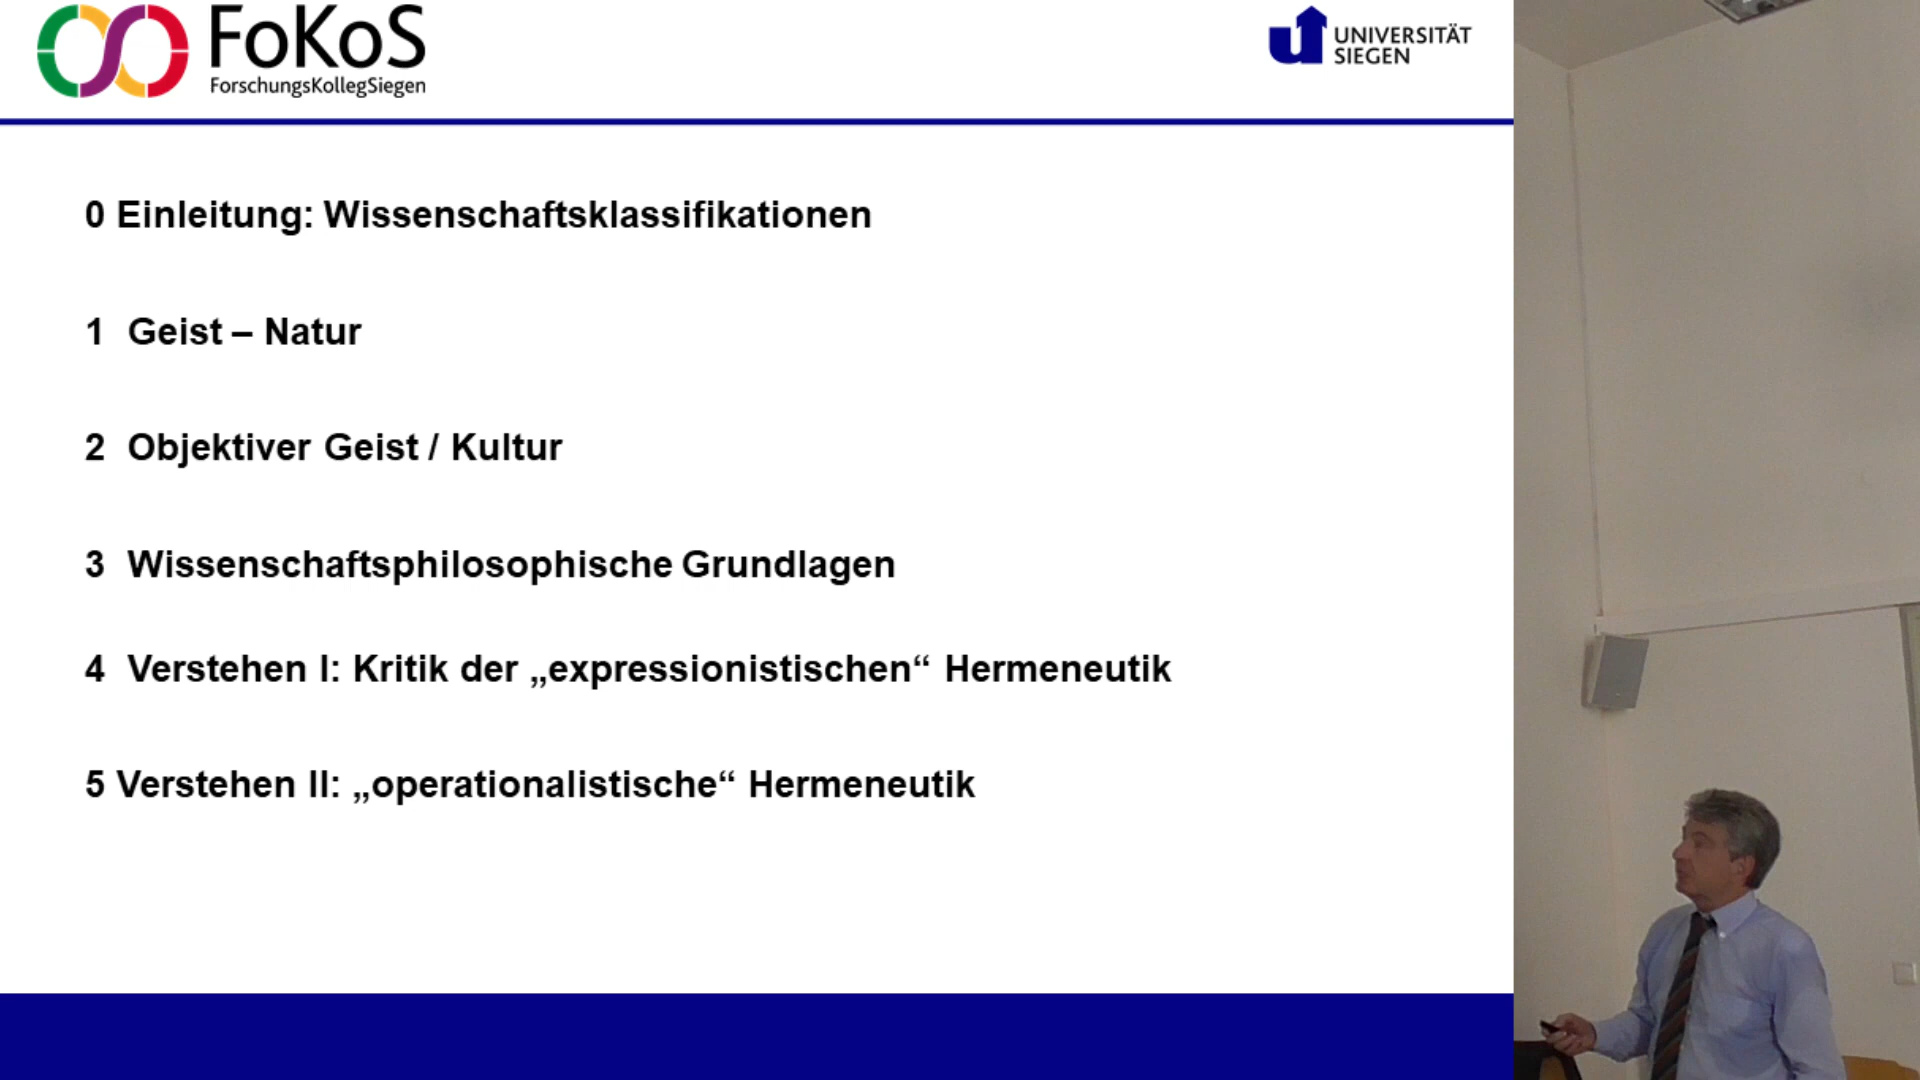 FoKoS
ForschungsKollegSiegen
UNIVERSITÄT
SIEGEN
0 Einleitung: Wissenschaftsklassifikationen
1 Geist – Natur
2 Objektiver Geist / Kultur
3 Wissenschaftsphilosophische Grundlagen
4 Verstehen I: Kritik der „expressionistischen“ Hermeneutik
5 Verstehen II: „operationalistische“ Hermeneutik